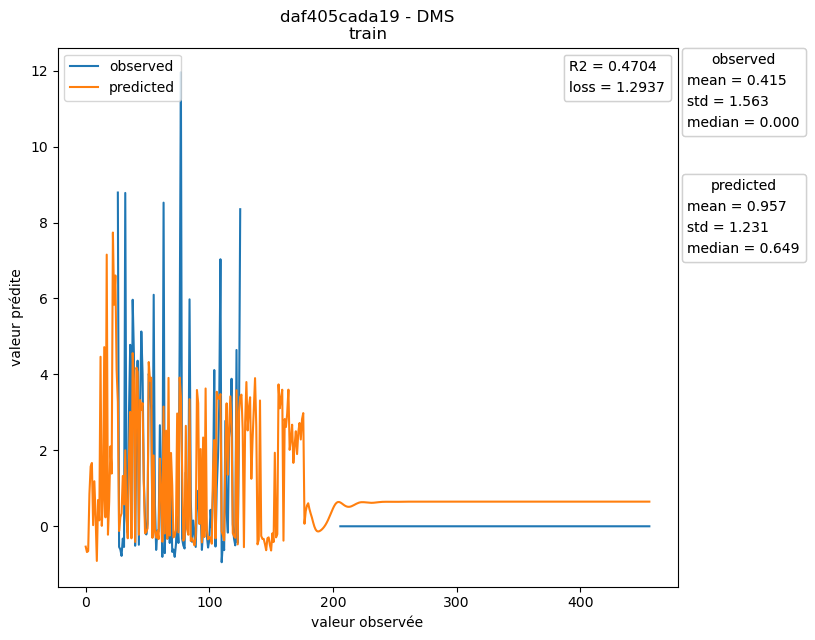 daf405cada19 - DMS
train
observed
predicted
R2 = 0.4704
loss = 1.2937
observed
mean = 0.415
std = 1.563
median = 0.000
predicted
mean = 0.957
std = 1.231
median = 0.649
12
10
8
6
4
2
0
valeur prédite
0
100
200
300
400
valeur observée